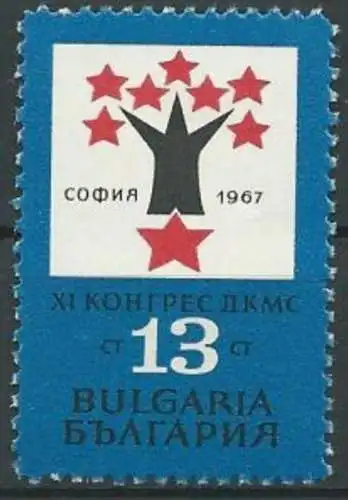 СОФИЯ 1967
XI КОНГРЕС ДКМС
СТ 13 СТ
BULGARIA
БЪЛГАРИЯ